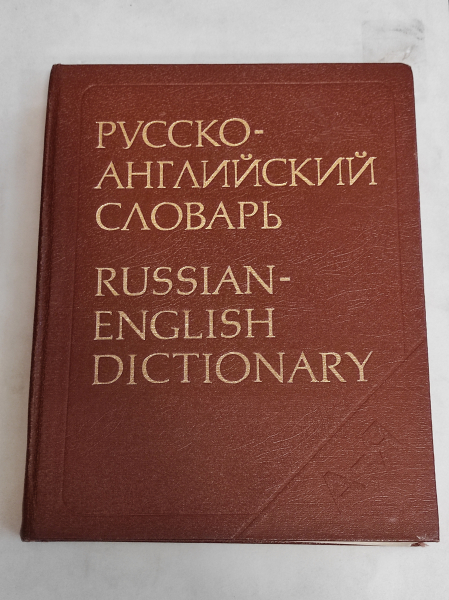 РУССКО-
АНГЛИЙСКИЙ
СЛОВАРЬ
RUSSIAN-
ENGLISH
DICTIONARY
А-Я